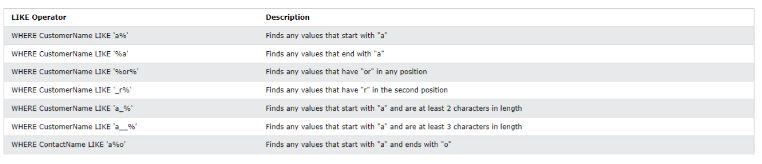 LIKE Operator Description
WHERE CustomerName LIKE 'a%' Finds any values that start with "a"
WHERE CustomerName LIKE '%a' Finds any values that end with "a"
WHERE CustomerName LIKE '%or%' Finds any values that have "or" in any position
WHERE CustomerName LIKE '_r%' Finds any values that have "r" in the second position
WHERE CustomerName LIKE 'a_%' Finds any values that start with "a" and are at least 2 characters in length
WHERE CustomerName LIKE 'a__%' Finds any values that start with "a" and are at least 3 characters in length
WHERE ContactName LIKE 'a%o' Finds any values that start with "a" and ends with "o"